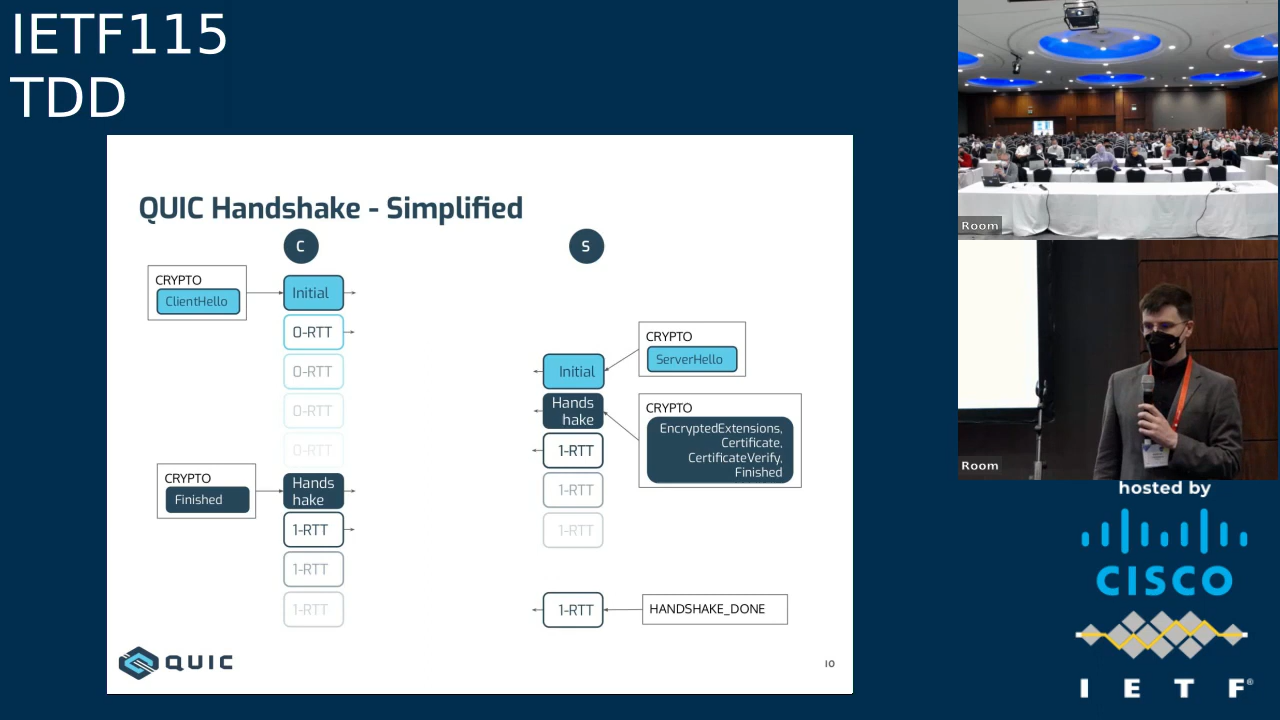 IETF115
TDD
QUIC Handshake - Simplified
C
S
CRYPTO
ClientHello
Initial
0-RTT
0-RTT
0-RTT
0-RTT
CRYPTO
Finished
Hands
hake
1-RTT
1-RTT
1-RTT
CRYPTO
ServerHello
Initial
Hands
hake
CRYPTO
EncryptedExtensions,
Certificate,
CertificateVerify,
Finished
1-RTT
1-RTT
1-RTT
1-RTT
HANDSHAKE_DONE
QUIC
10
Room
Room
hosted by
CISCO
I E T F®